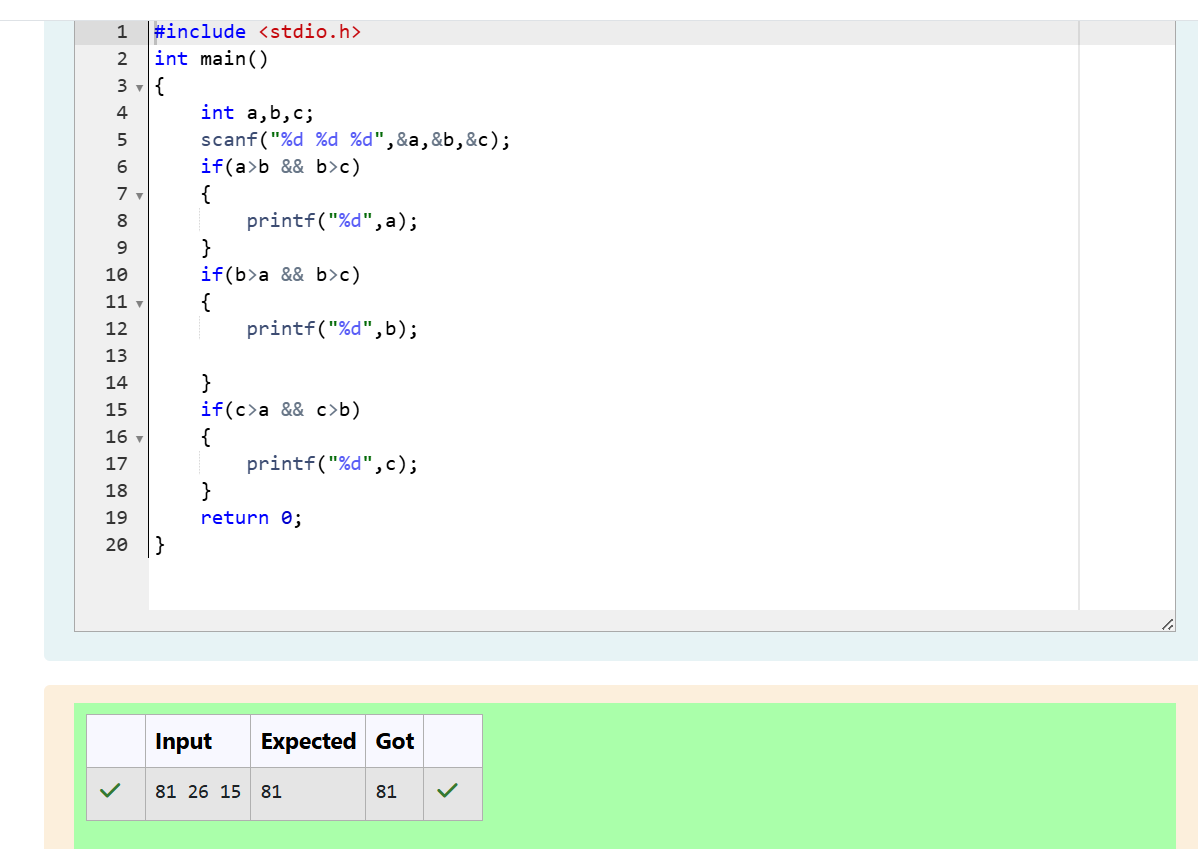 1 #include <stdio.h>
2 int main()
3 {
4     int a,b,c;
5     scanf("%d %d %d",&a,&b,&c);
6     if(a>b && b>c)
7     {
8         printf("%d",a);
9     }
10     if(b>a && b>c)
11     {
12         printf("%d",b);
13
14     }
15     if(c>a && c>b)
16     {
17         printf("%d",c);
18     }
19     return 0;
20 }
Input Expected Got
81 26 15 81 81